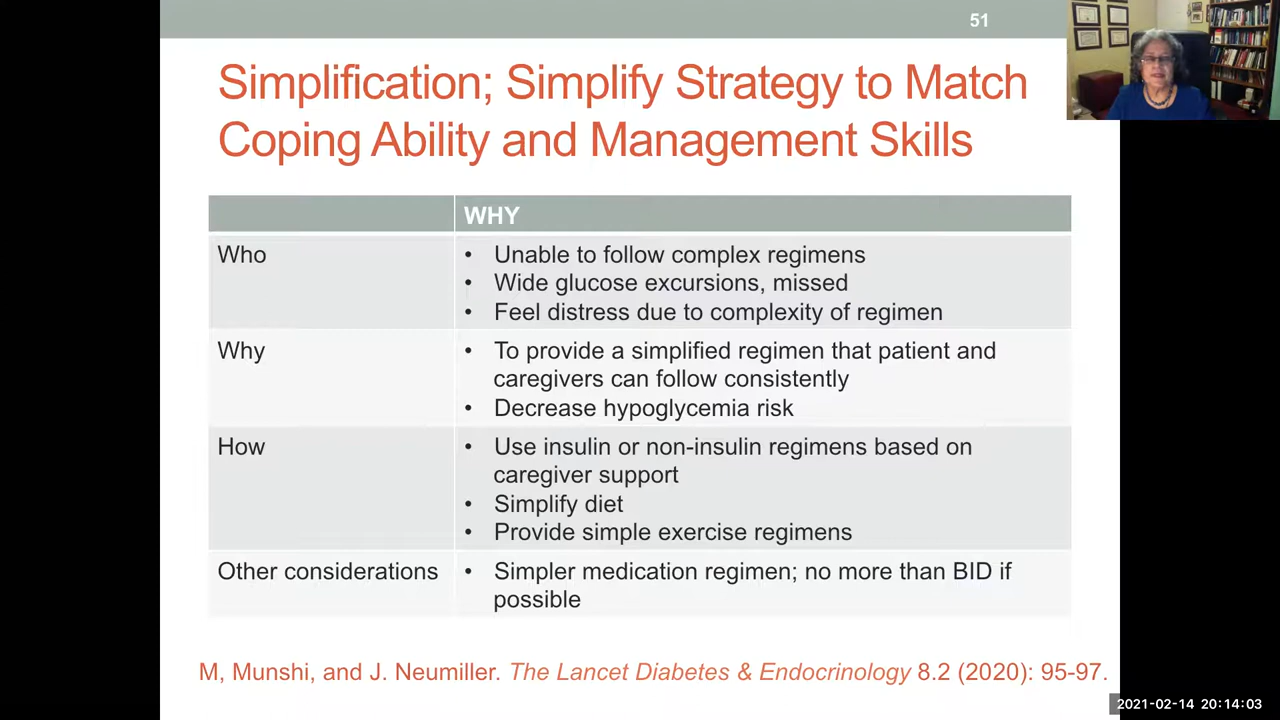 51
Simplification; Simplify Strategy to Match
Coping Ability and Management Skills
WHY
Who
• Unable to follow complex regimens
• Wide glucose excursions, missed
• Feel distress due to complexity of regimen
Why
• To provide a simplified regimen that patient and
caregivers can follow consistently
• Decrease hypoglycemia risk
How
• Use insulin or non-insulin regimens based on
caregiver support
• Simplify diet
• Provide simple exercise regimens
Other considerations
• Simpler medication regimen; no more than BID if
possible
M, Munshi, and J. Neumiller. The Lancet Diabetes & Endocrinology 8.2 (2020): 95-97.
2021-02-14 20:14:03